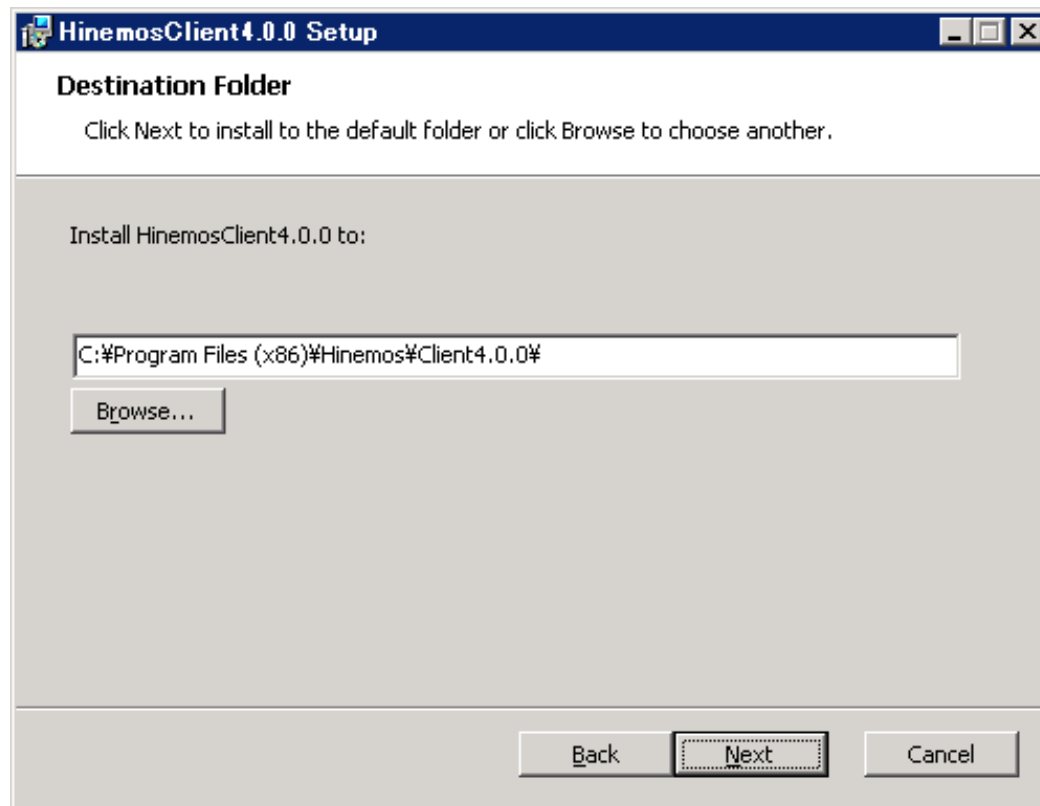 HinemosClient4.0.0 Setup
Destination Folder
Click Next to install to the default folder or click Browse to choose another.
Install HinemosClient4.0.0 to:
C:¥Program Files (x86)¥Hinemos¥Client4.0.0¥
Browse...
Back Next Cancel